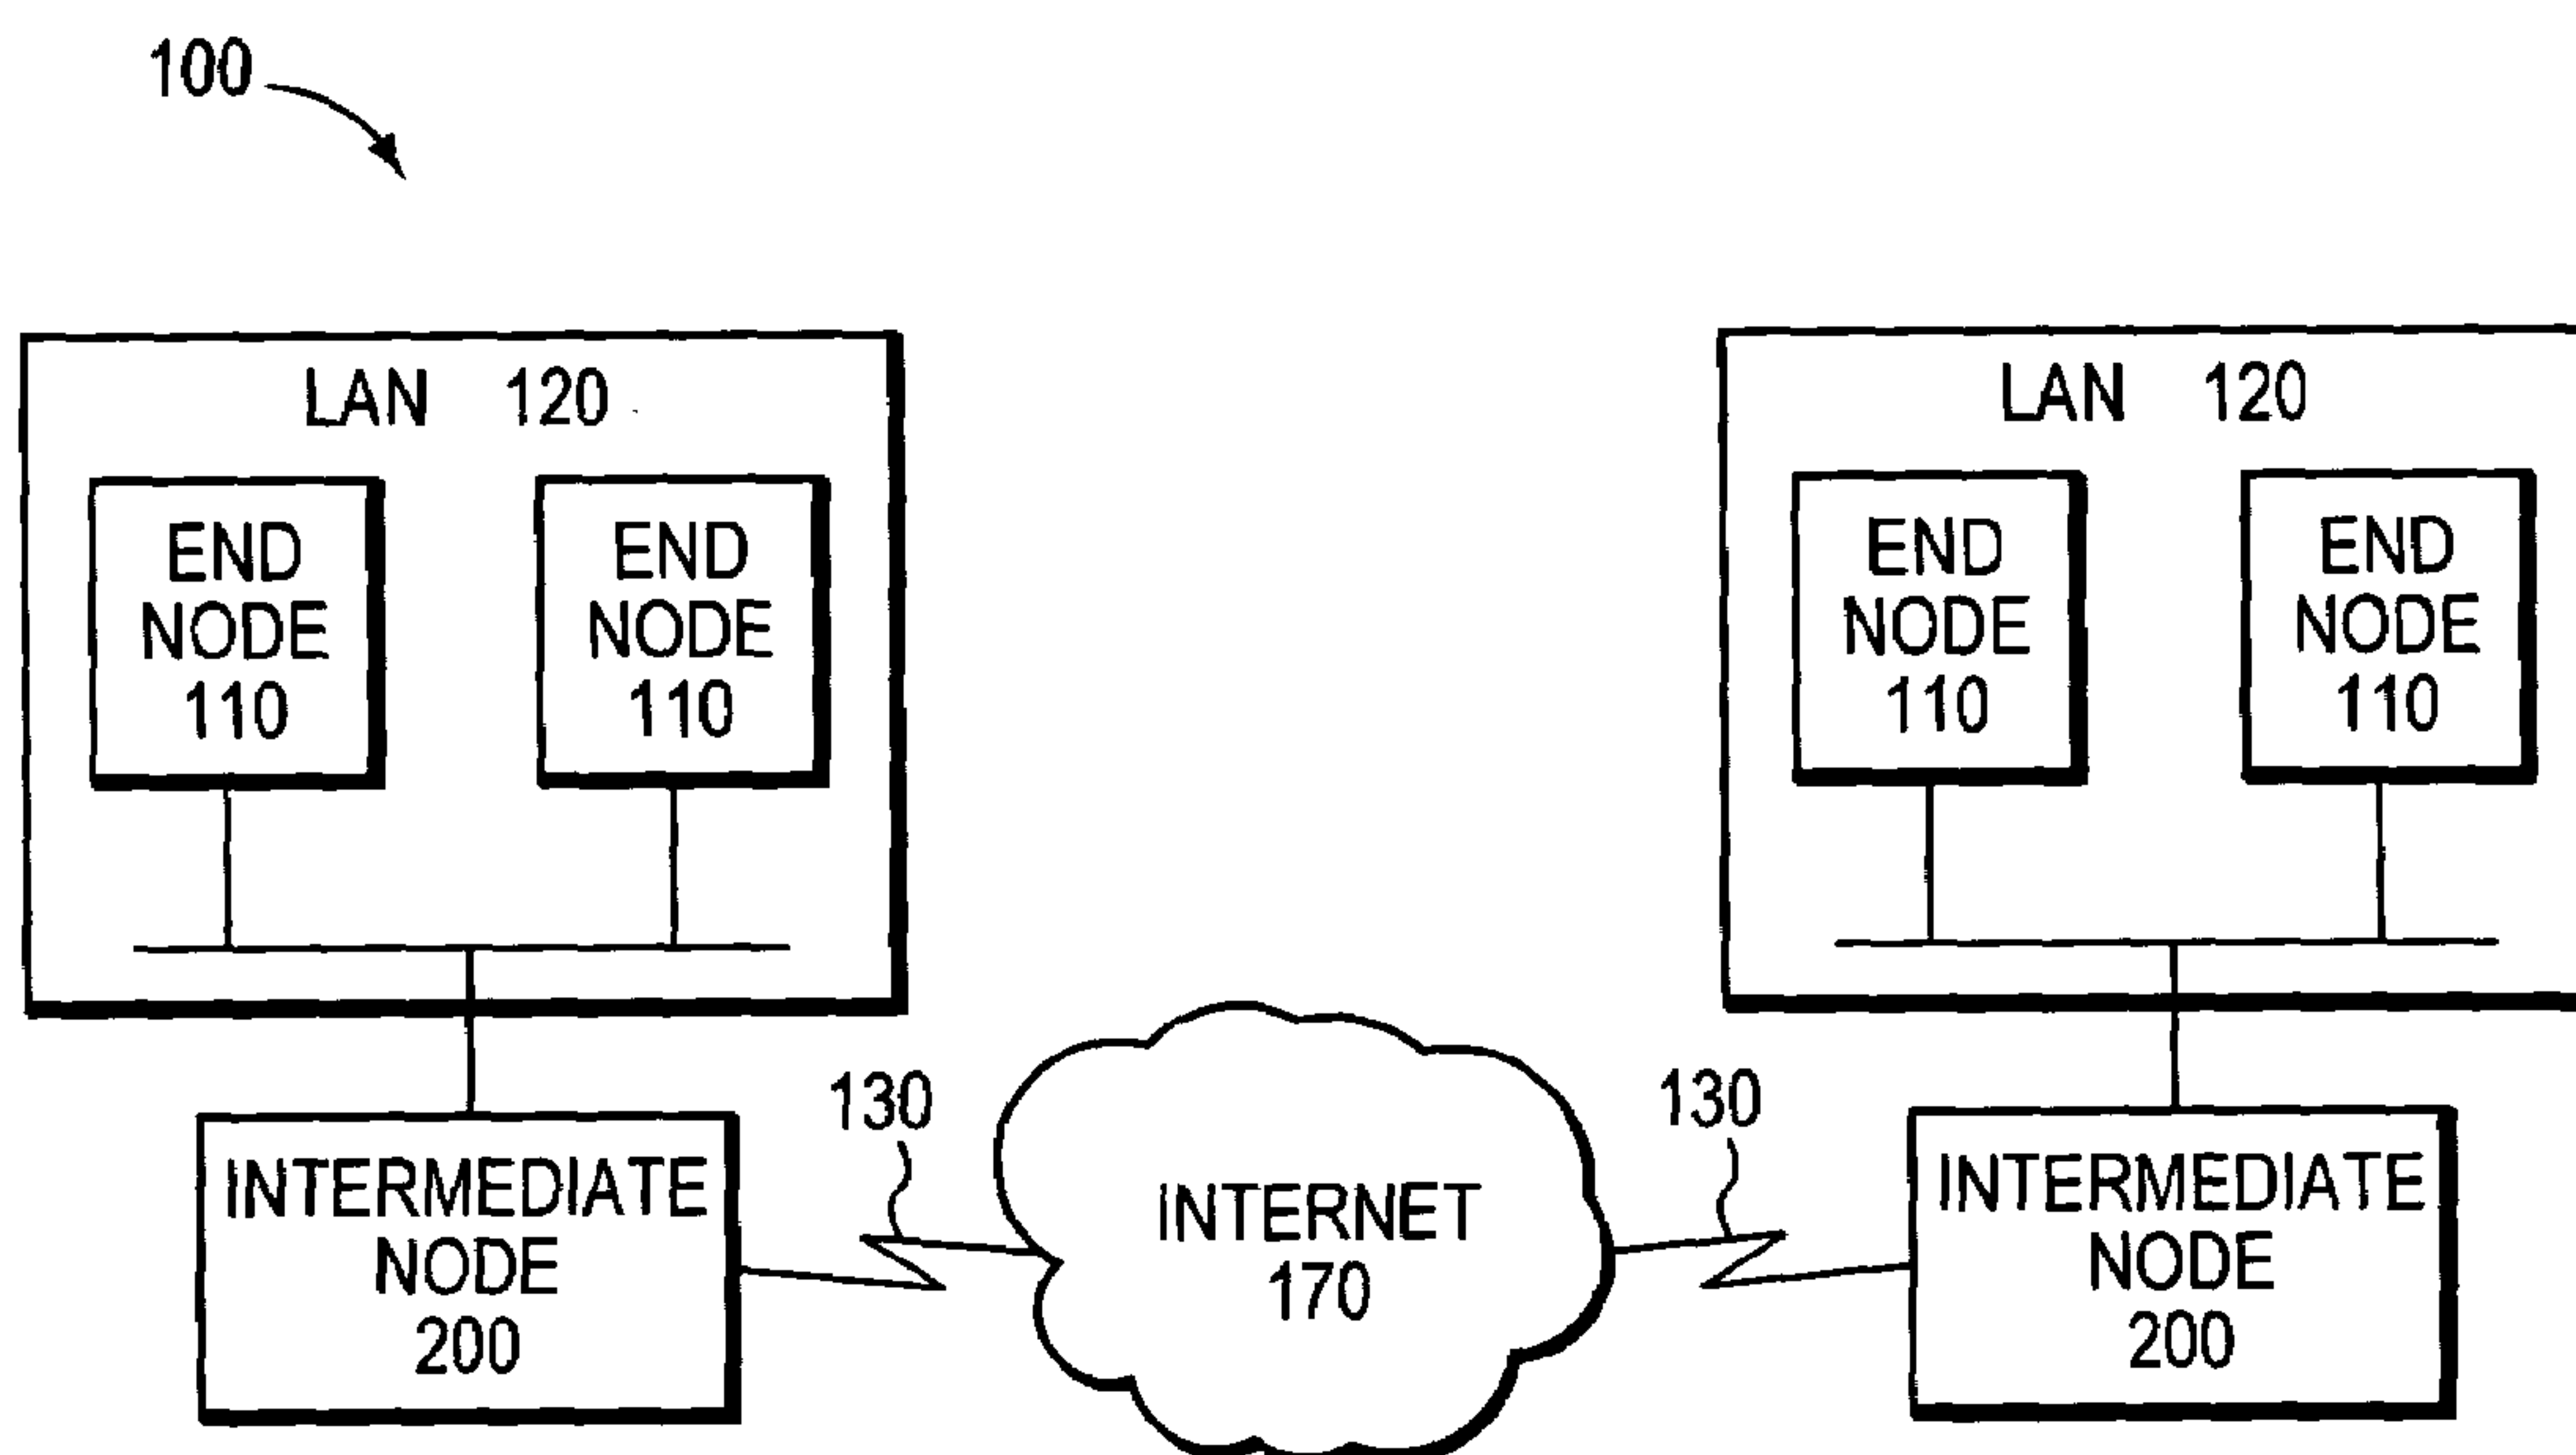 100
LAN 120
END
NODE
110
END
NODE
110
LAN 120
END
NODE
110
END
NODE
110
INTERMEDIATE
NODE
200
130
INTERNET
170
130
INTERMEDIATE
NODE
200